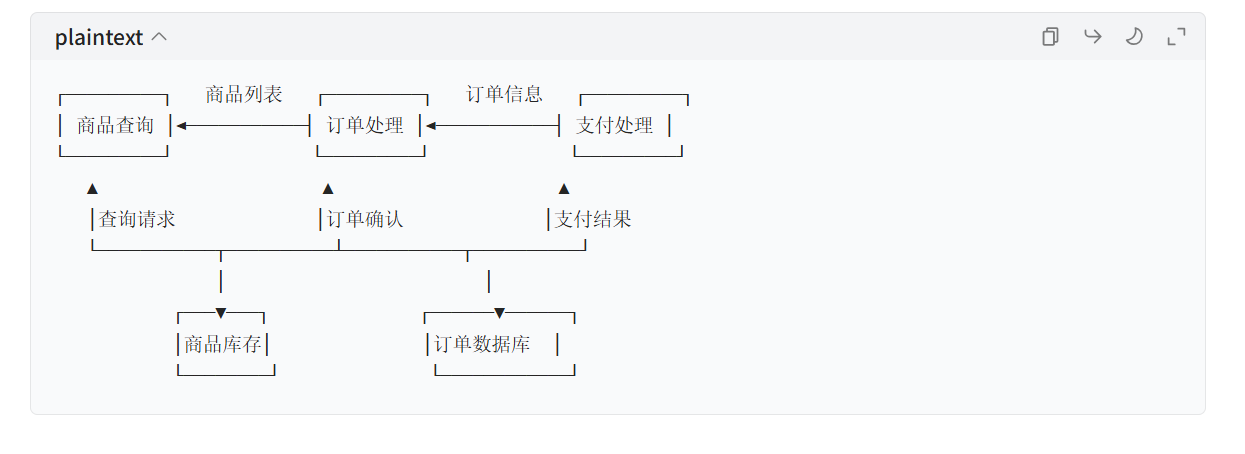 plaintext
商品列表 订单信息
商品查询 订单处理 支付处理
查询请求 订单确认 支付结果
商品库存 订单数据库